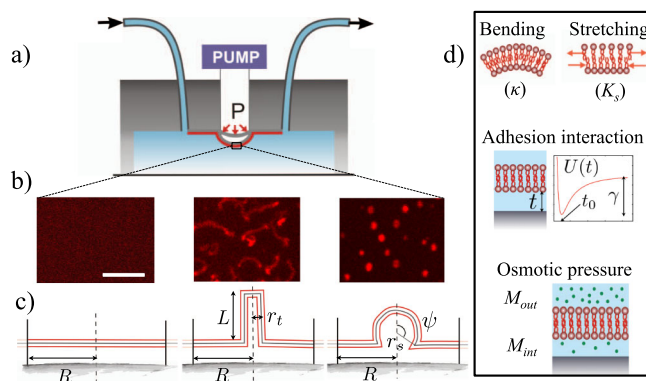 a)
PUMP
P
b)
c)
L
r_t
r_s
ψ
R
R
R
d)
Bending
Stretching
(κ)
(K_s)
Adhesion interaction
U(t)
t
t_0
γ
Osmotic pressure
M_out
M_int